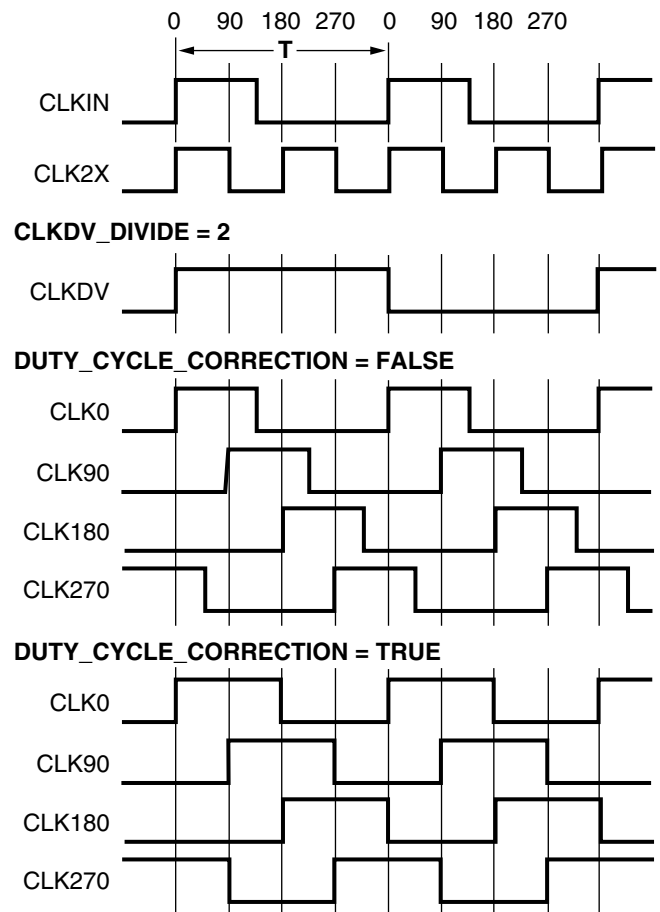 0 90 180 270 0 90 180 270
T
CLKIN
CLK2X
CLKDV_DIVIDE = 2
CLKDV
DUTY_CYCLE_CORRECTION = FALSE
CLK0
CLK90
CLK180
CLK270
DUTY_CYCLE_CORRECTION = TRUE
CLK0
CLK90
CLK180
CLK270